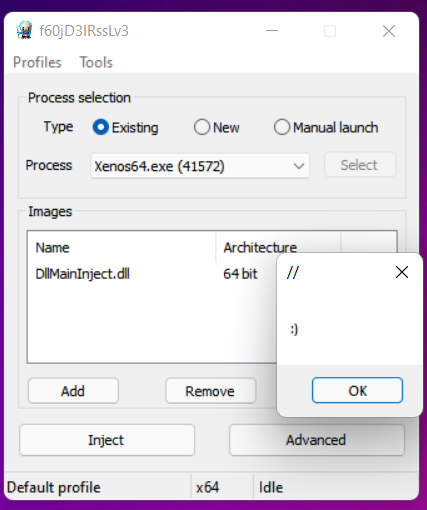 f60jD3IRssLv3
Profiles Tools
Process selection
Type Existing New Manual launch
Process Xenos64.exe (41572) Select
Images
Name Architecture
DllMainInject.dll 64 bit
//
:)
OK
Add Remove
Inject Advanced
Default profile x64 Idle